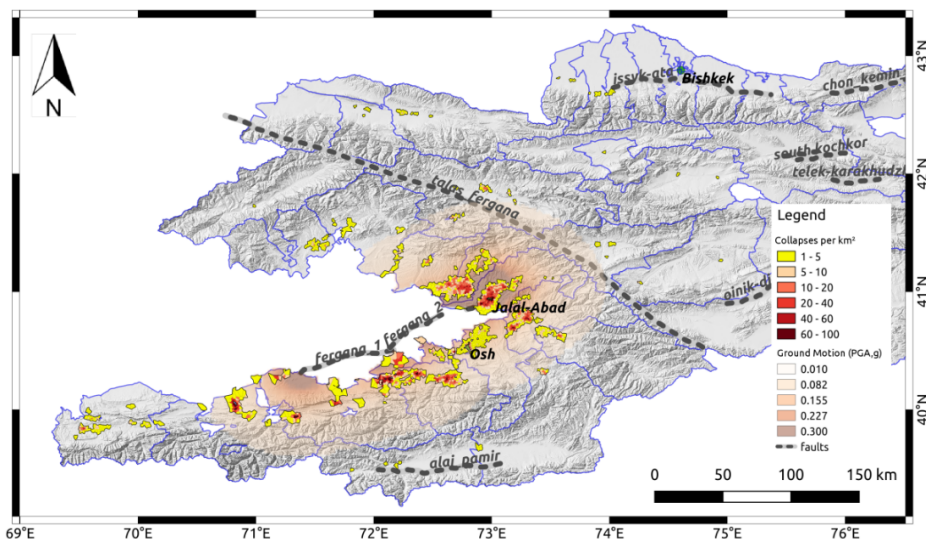 N
43°N
42°N
41°N
40°N
69°E
70°E
71°E
72°E
73°E
74°E
75°E
76°E
issyk-ata
Bishkek
chon_kemin
south kochkor
telek-karakhudzh
talas_fergana
oinik-d
Jalal-Abad
fergana_1
fergana_2
Osh
alai_pamir
Legend
Collapses per km²
1 - 5
5 - 10
10 - 20
20 - 40
40 - 60
60 - 100
Ground Motion (PGA,g)
0.010
0.082
0.155
0.227
0.300
faults
0 50 100 150 km